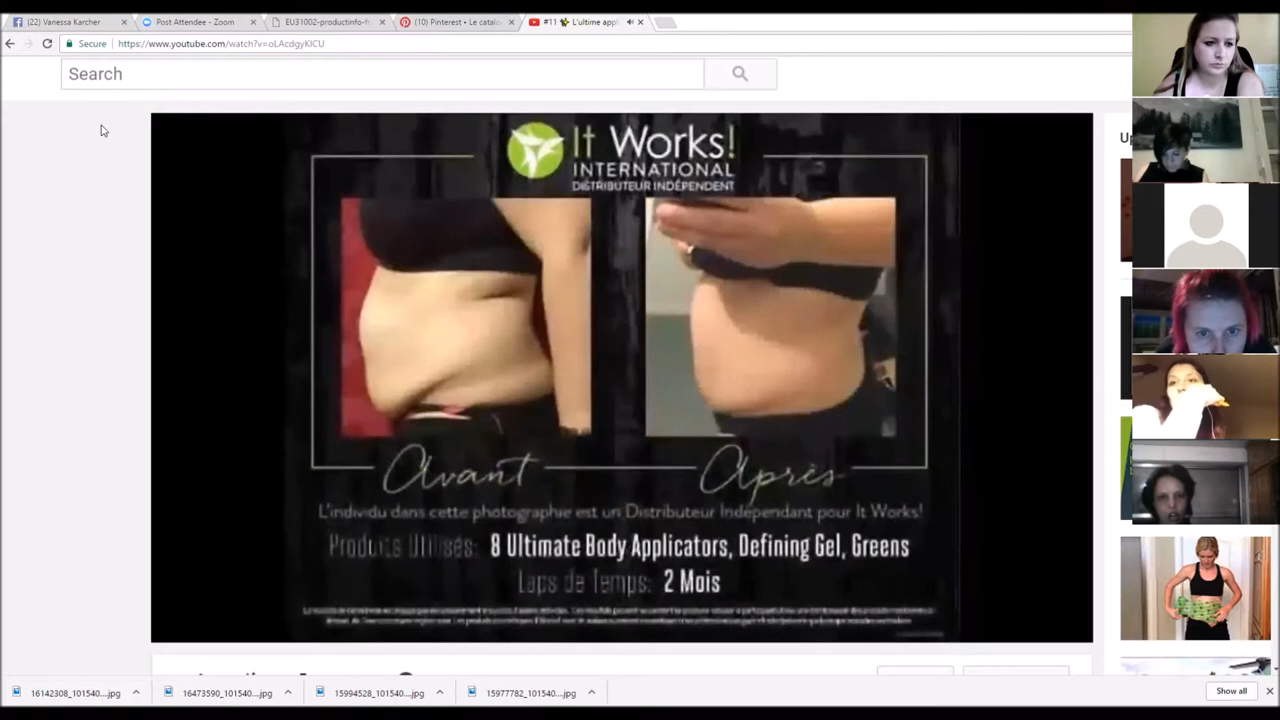 (22) Vanessa Karcher
Post Attendee - Zoom
EU31002-productinfo-fr
(10) Pinterest • Le catalo
#11 L'ultime appl
Secure
https://www.youtube.com/watch?v=oLAcdgyKlCU
Search
It Works!
INTERNATIONAL
DISTRIBUTEUR INDÉPENDANT
Avant
Après
L'individu dans cette photographie est un Distributeur Indépendant pour It Works!
Produits Utilisés: 8 Ultimate Body Applicators, Defining Gel, Greens
Laps de Temps: 2 Mois
16142308_101540....jpg
16473590_101540....jpg
15994528_101540....jpg
15977782_101540....jpg
Show all